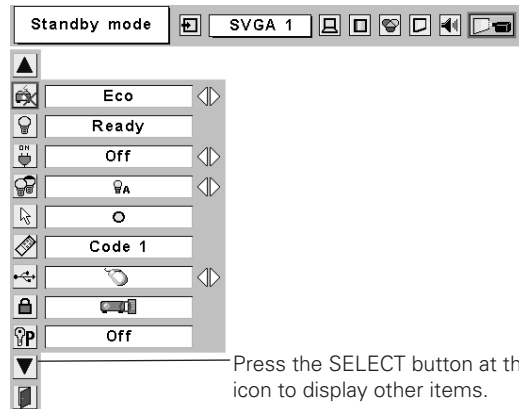 Standby mode
SVGA 1
Eco
Ready
ON
Off
A
Code 1
P
Off
Press the SELECT button at th
icon to display other items.